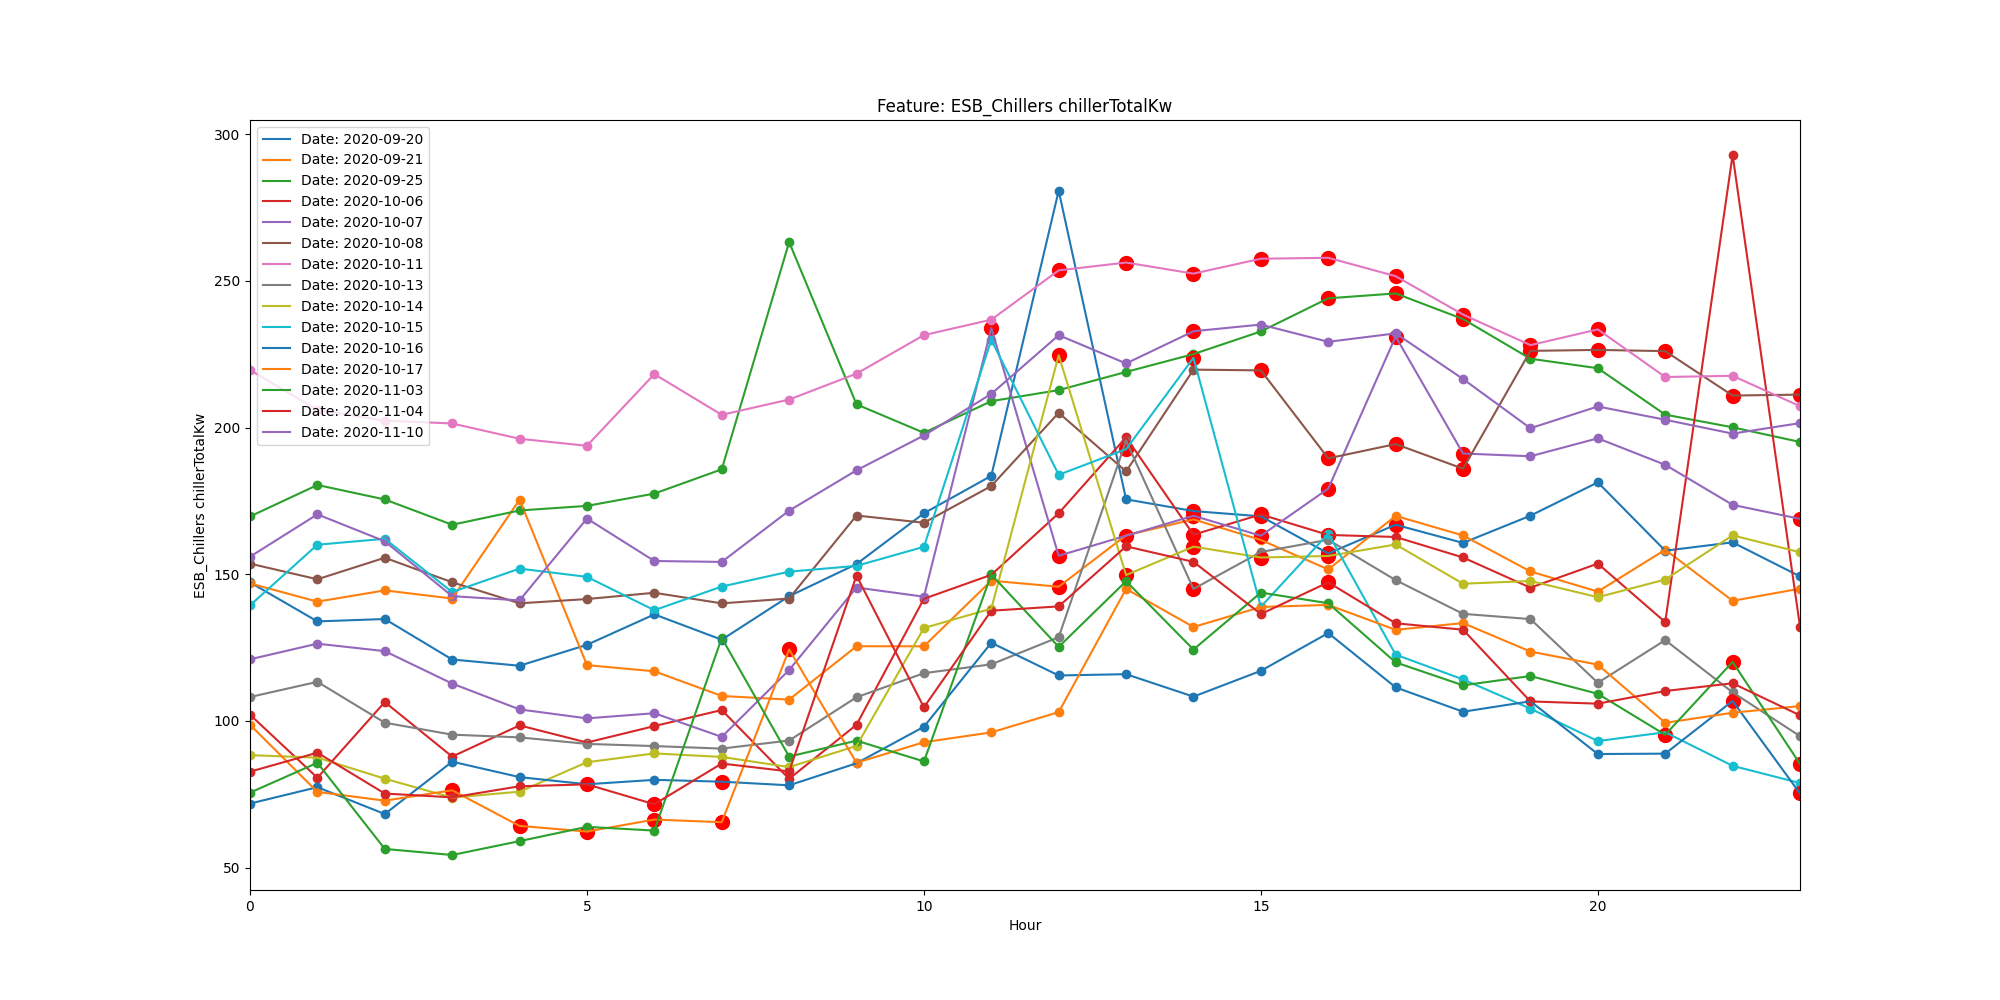 Feature: ESB_Chillers chillerTotalKw
300
250
200
150
100
50
ESB_Chillers chillerTotalKw
Date: 2020-09-20
Date: 2020-09-21
Date: 2020-09-25
Date: 2020-10-06
Date: 2020-10-07
Date: 2020-10-08
Date: 2020-10-11
Date: 2020-10-13
Date: 2020-10-14
Date: 2020-10-15
Date: 2020-10-16
Date: 2020-10-17
Date: 2020-11-03
Date: 2020-11-04
Date: 2020-11-10
0 5 10 15 20
Hour